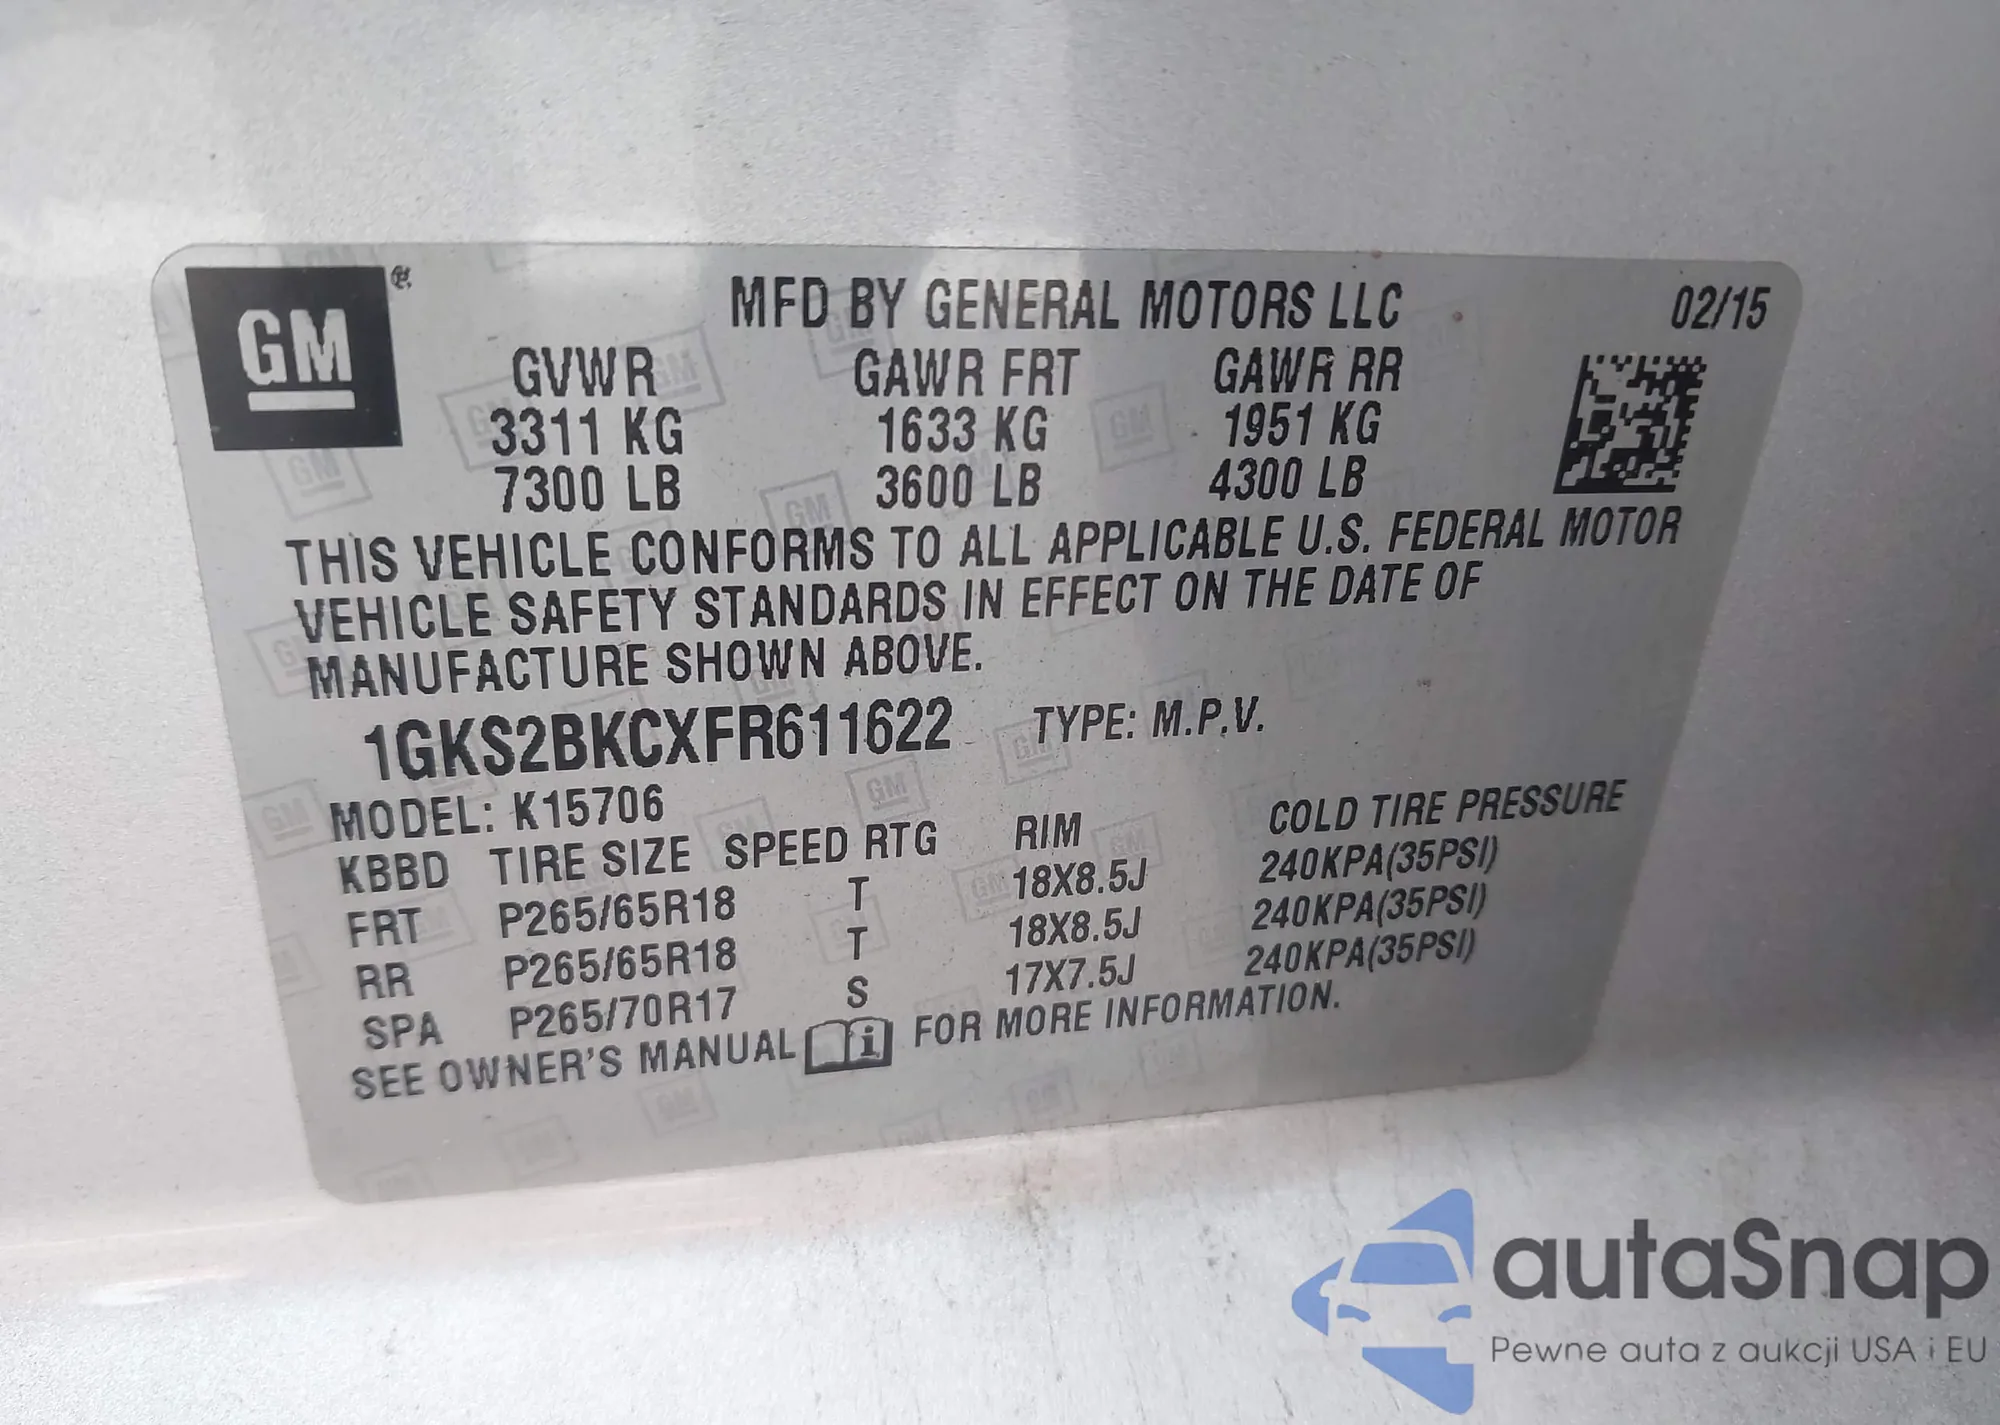 GM
MFD BY GENERAL MOTORS LLC 02/15
GVWR GAWR FRT GAWR RR
3311 KG 1633 KG 1951 KG
7300 LB 3600 LB 4300 LB
THIS VEHICLE CONFORMS TO ALL APPLICABLE U.S. FEDERAL MOTOR
VEHICLE SAFETY STANDARDS IN EFFECT ON THE DATE OF
MANUFACTURE SHOWN ABOVE.
1GKS2BKCXFR611622 TYPE: M.P.V.
MODEL: K15706
KBBD TIRE SIZE SPEED RTG RIM COLD TIRE PRESSURE
FRT P265/65R18 T 18X8.5J 240KPA(35PSI)
RR P265/65R18 T 18X8.5J 240KPA(35PSI)
SPA P265/70R17 S 17X7.5J 240KPA(35PSI)
SEE OWNER'S MANUAL i FOR MORE INFORMATION.
autaSnap
Pewne auta z aukcji USA i EU